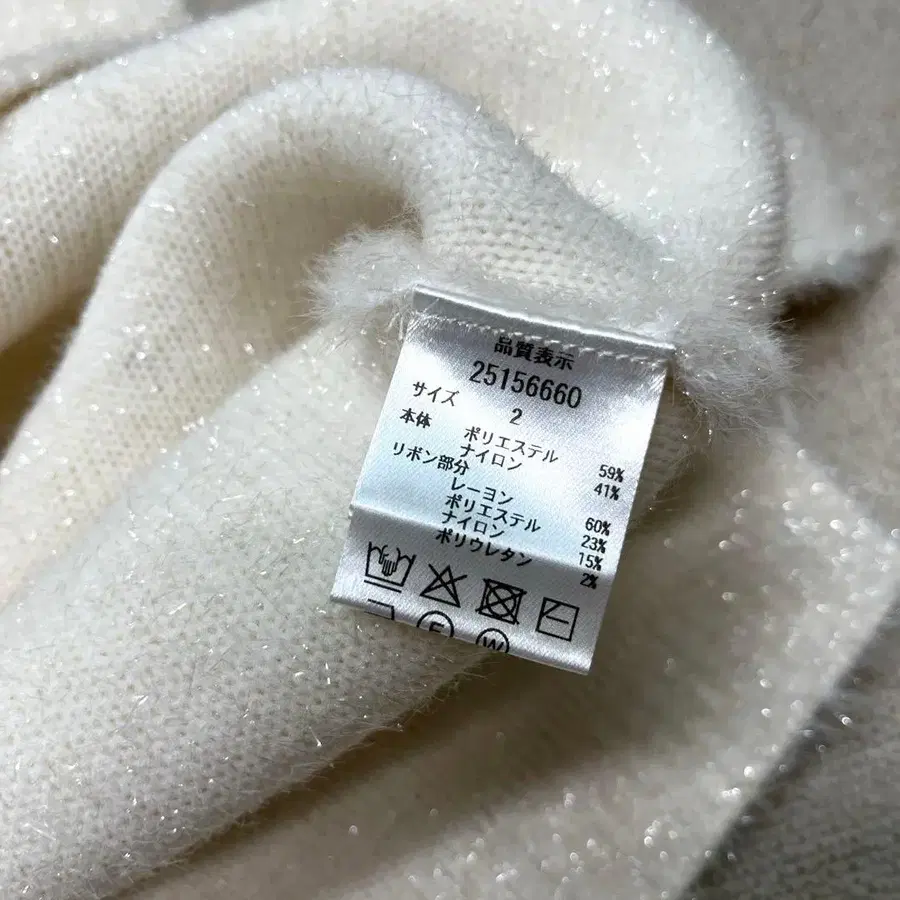 品質表示
25156660
サイズ 2
本体 ポリエステル 59%
ナイロン 41%
リボン部分
レーヨン 60%
ポリエステル 23%
ナイロン 15%
ポリウレタン 2%
F W